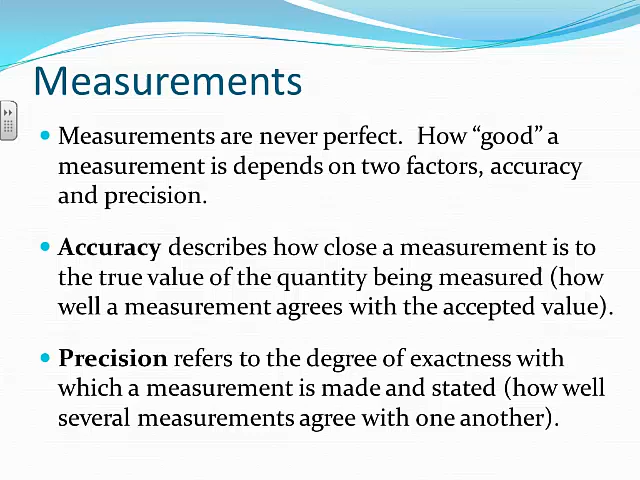 Measurements
• Measurements are never perfect.  How “good” a
measurement is depends on two factors, accuracy
and precision.
• Accuracy describes how close a measurement is to
the true value of the quantity being measured (how
well a measurement agrees with the accepted value).
• Precision refers to the degree of exactness with
which a measurement is made and stated (how well
several measurements agree with one another).